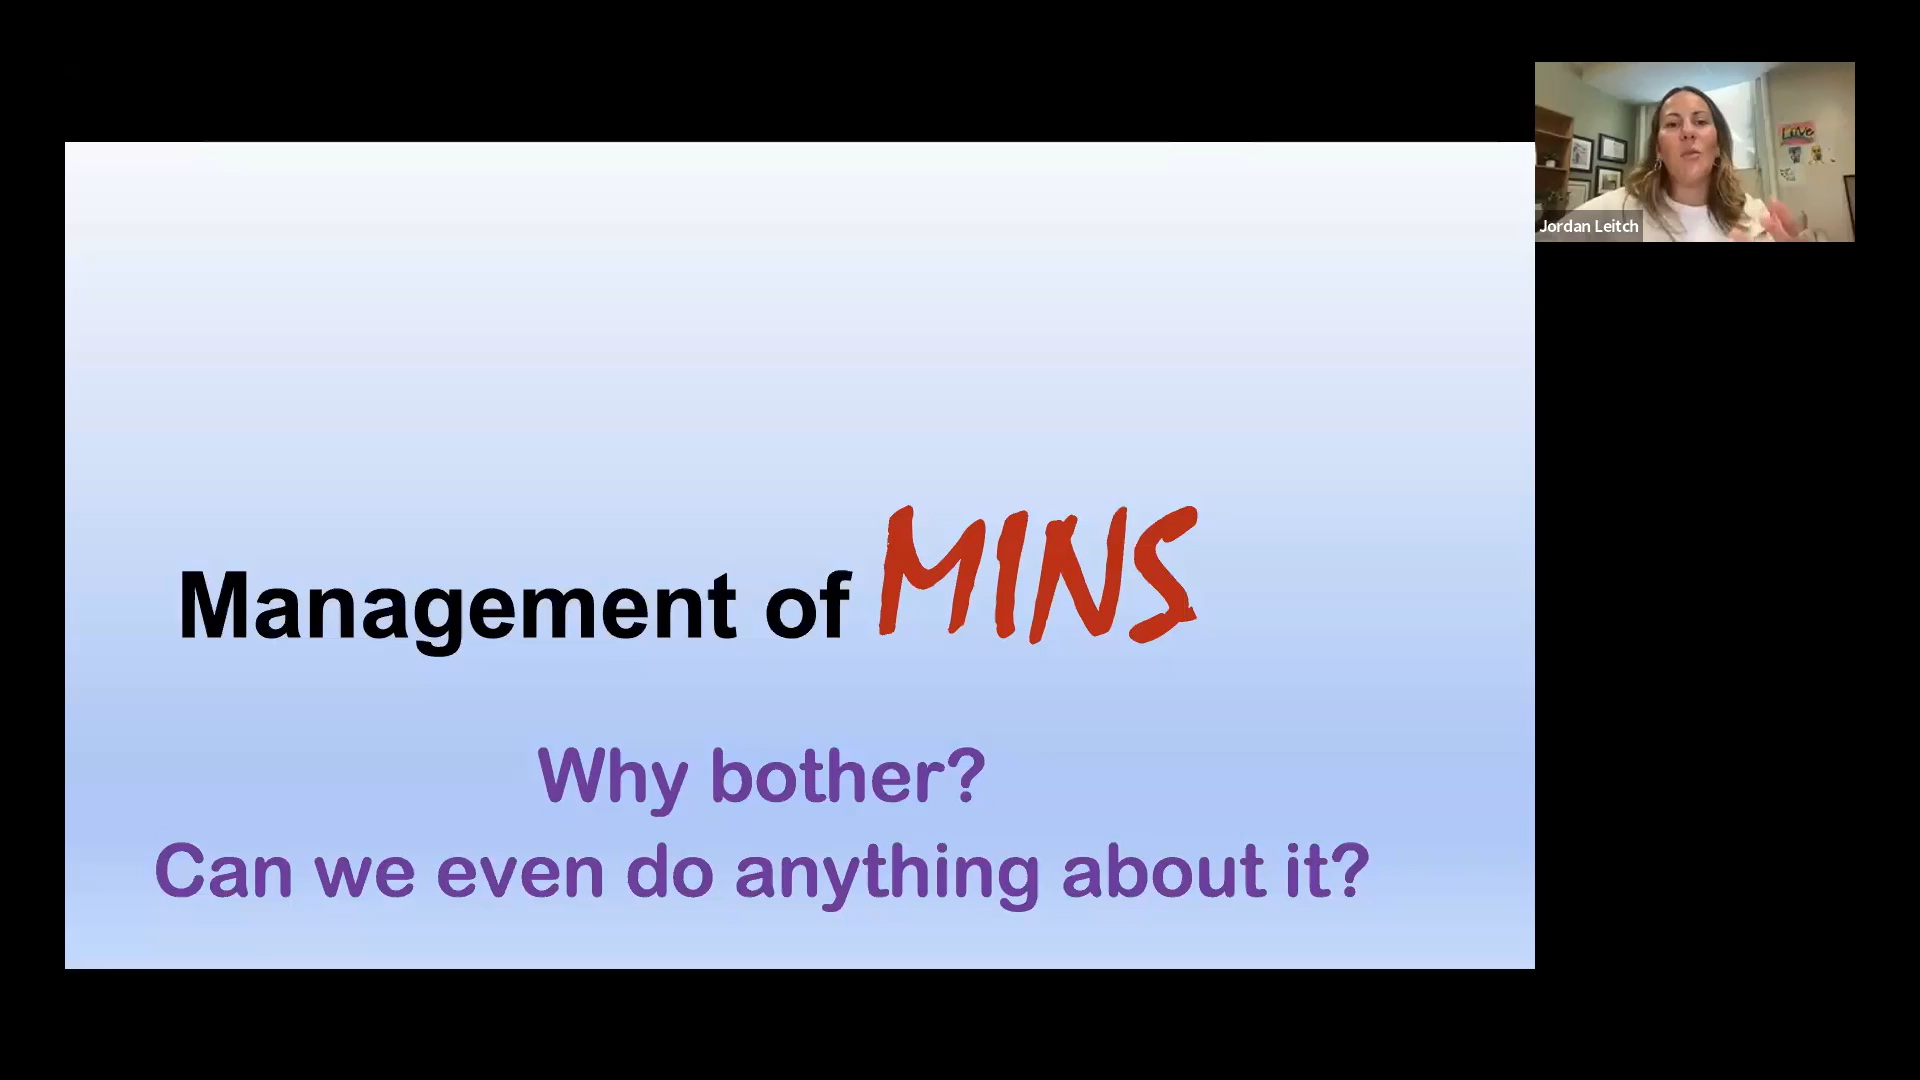 Jordan Leitch
Management of MINS
Why bother?
Can we even do anything about it?